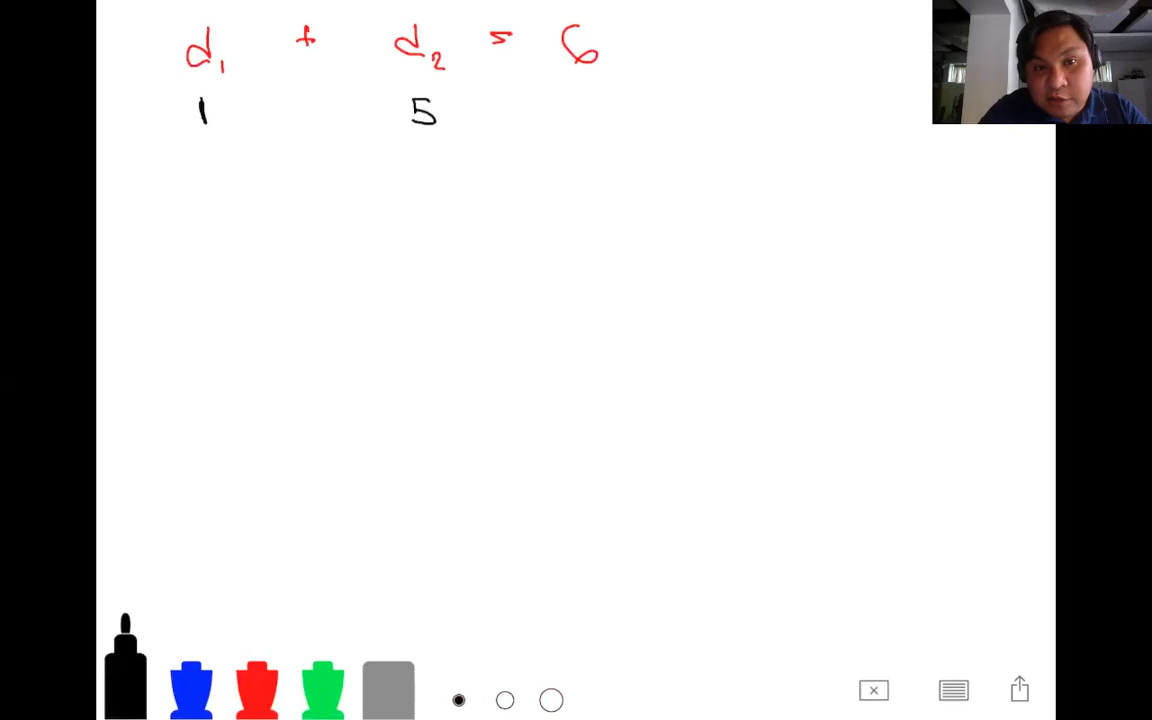 d₁ + d₂ = 6
1 5